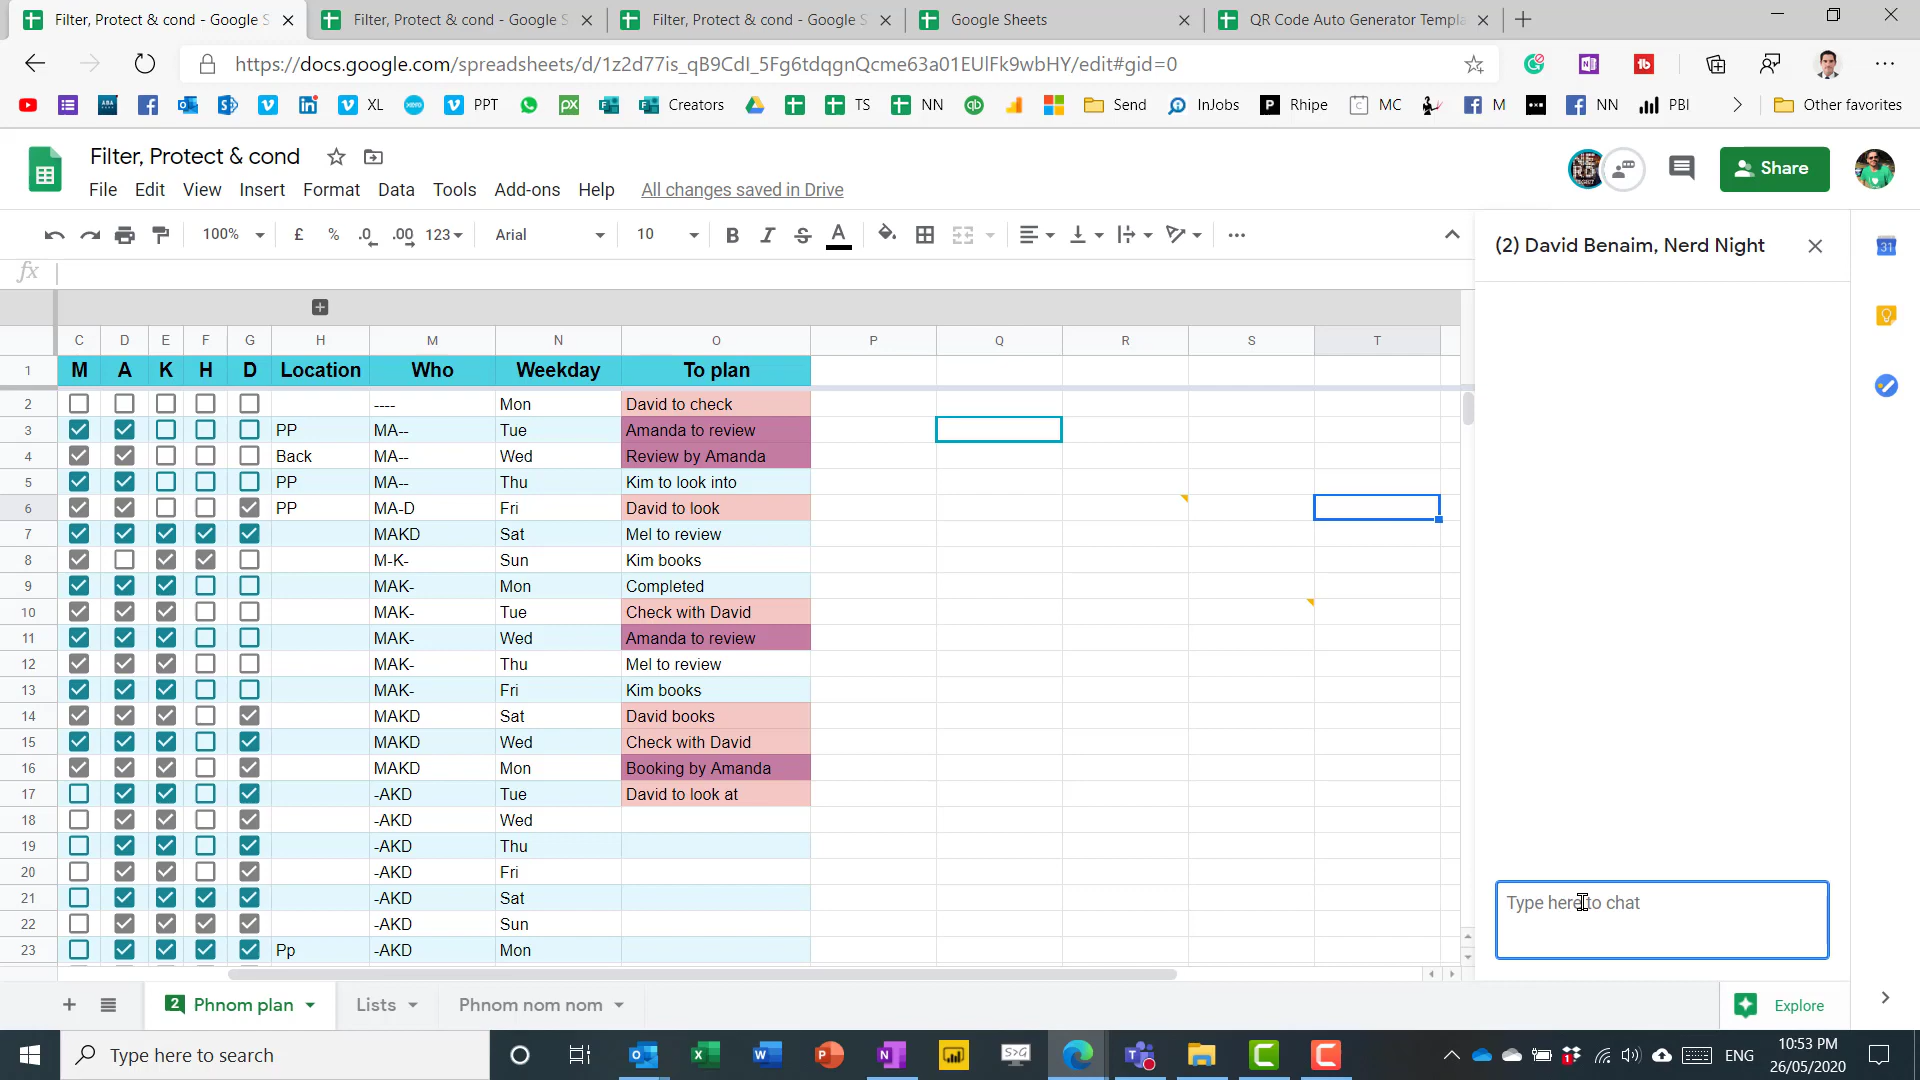 Filter, Protect & cond - Google S
Filter, Protect & cond - Google S
Filter, Protect & cond - Google S
Google Sheets
QR Code Auto Generator Templ
https://docs.google.com/spreadsheets/d/1z2d77is_qB9CdI_5Fg6tdqgnQcme63a01EUlFk9wbHY/edit#gid=0
XL
PPT
Creators
TS
NN
Send
InJobs
Rhipe
MC
M
NN
PBI
Other favorites
Filter, Protect & cond
File Edit View Insert Format Data Tools Add-ons Help All changes saved in Drive
Share
100% £ % .0 .00 123 Arial 10 B I S A
(2) David Benaim, Nerd Night
fx
C D E F G H M N O P Q R S T
1 M A K H D Location Who Weekday To plan
2 ---- Mon David to check
3 PP MA-- Tue Amanda to review
4 Back MA-- Wed Review by Amanda
5 PP MA-- Thu Kim to look into
6 PP MA-D Fri David to look
7 MAKD Sat Mel to review
8 M-K- Sun Kim books
9 MAK- Mon Completed
10 MAK- Tue Check with David
11 MAK- Wed Amanda to review
12 MAK- Thu Mel to review
13 MAK- Fri Kim books
14 MAKD Sat David books
15 MAKD Wed Check with David
16 MAKD Mon Booking by Amanda
17 -AKD Tue David to look at
18 -AKD Wed
19 -AKD Thu
20 -AKD Fri
21 -AKD Sat
22 -AKD Sun
23 Pp -AKD Mon
Type here to chat
2 Phnom plan Lists Phnom nom nom
Explore
Type here to search
ENG
10:53 PM
26/05/2020